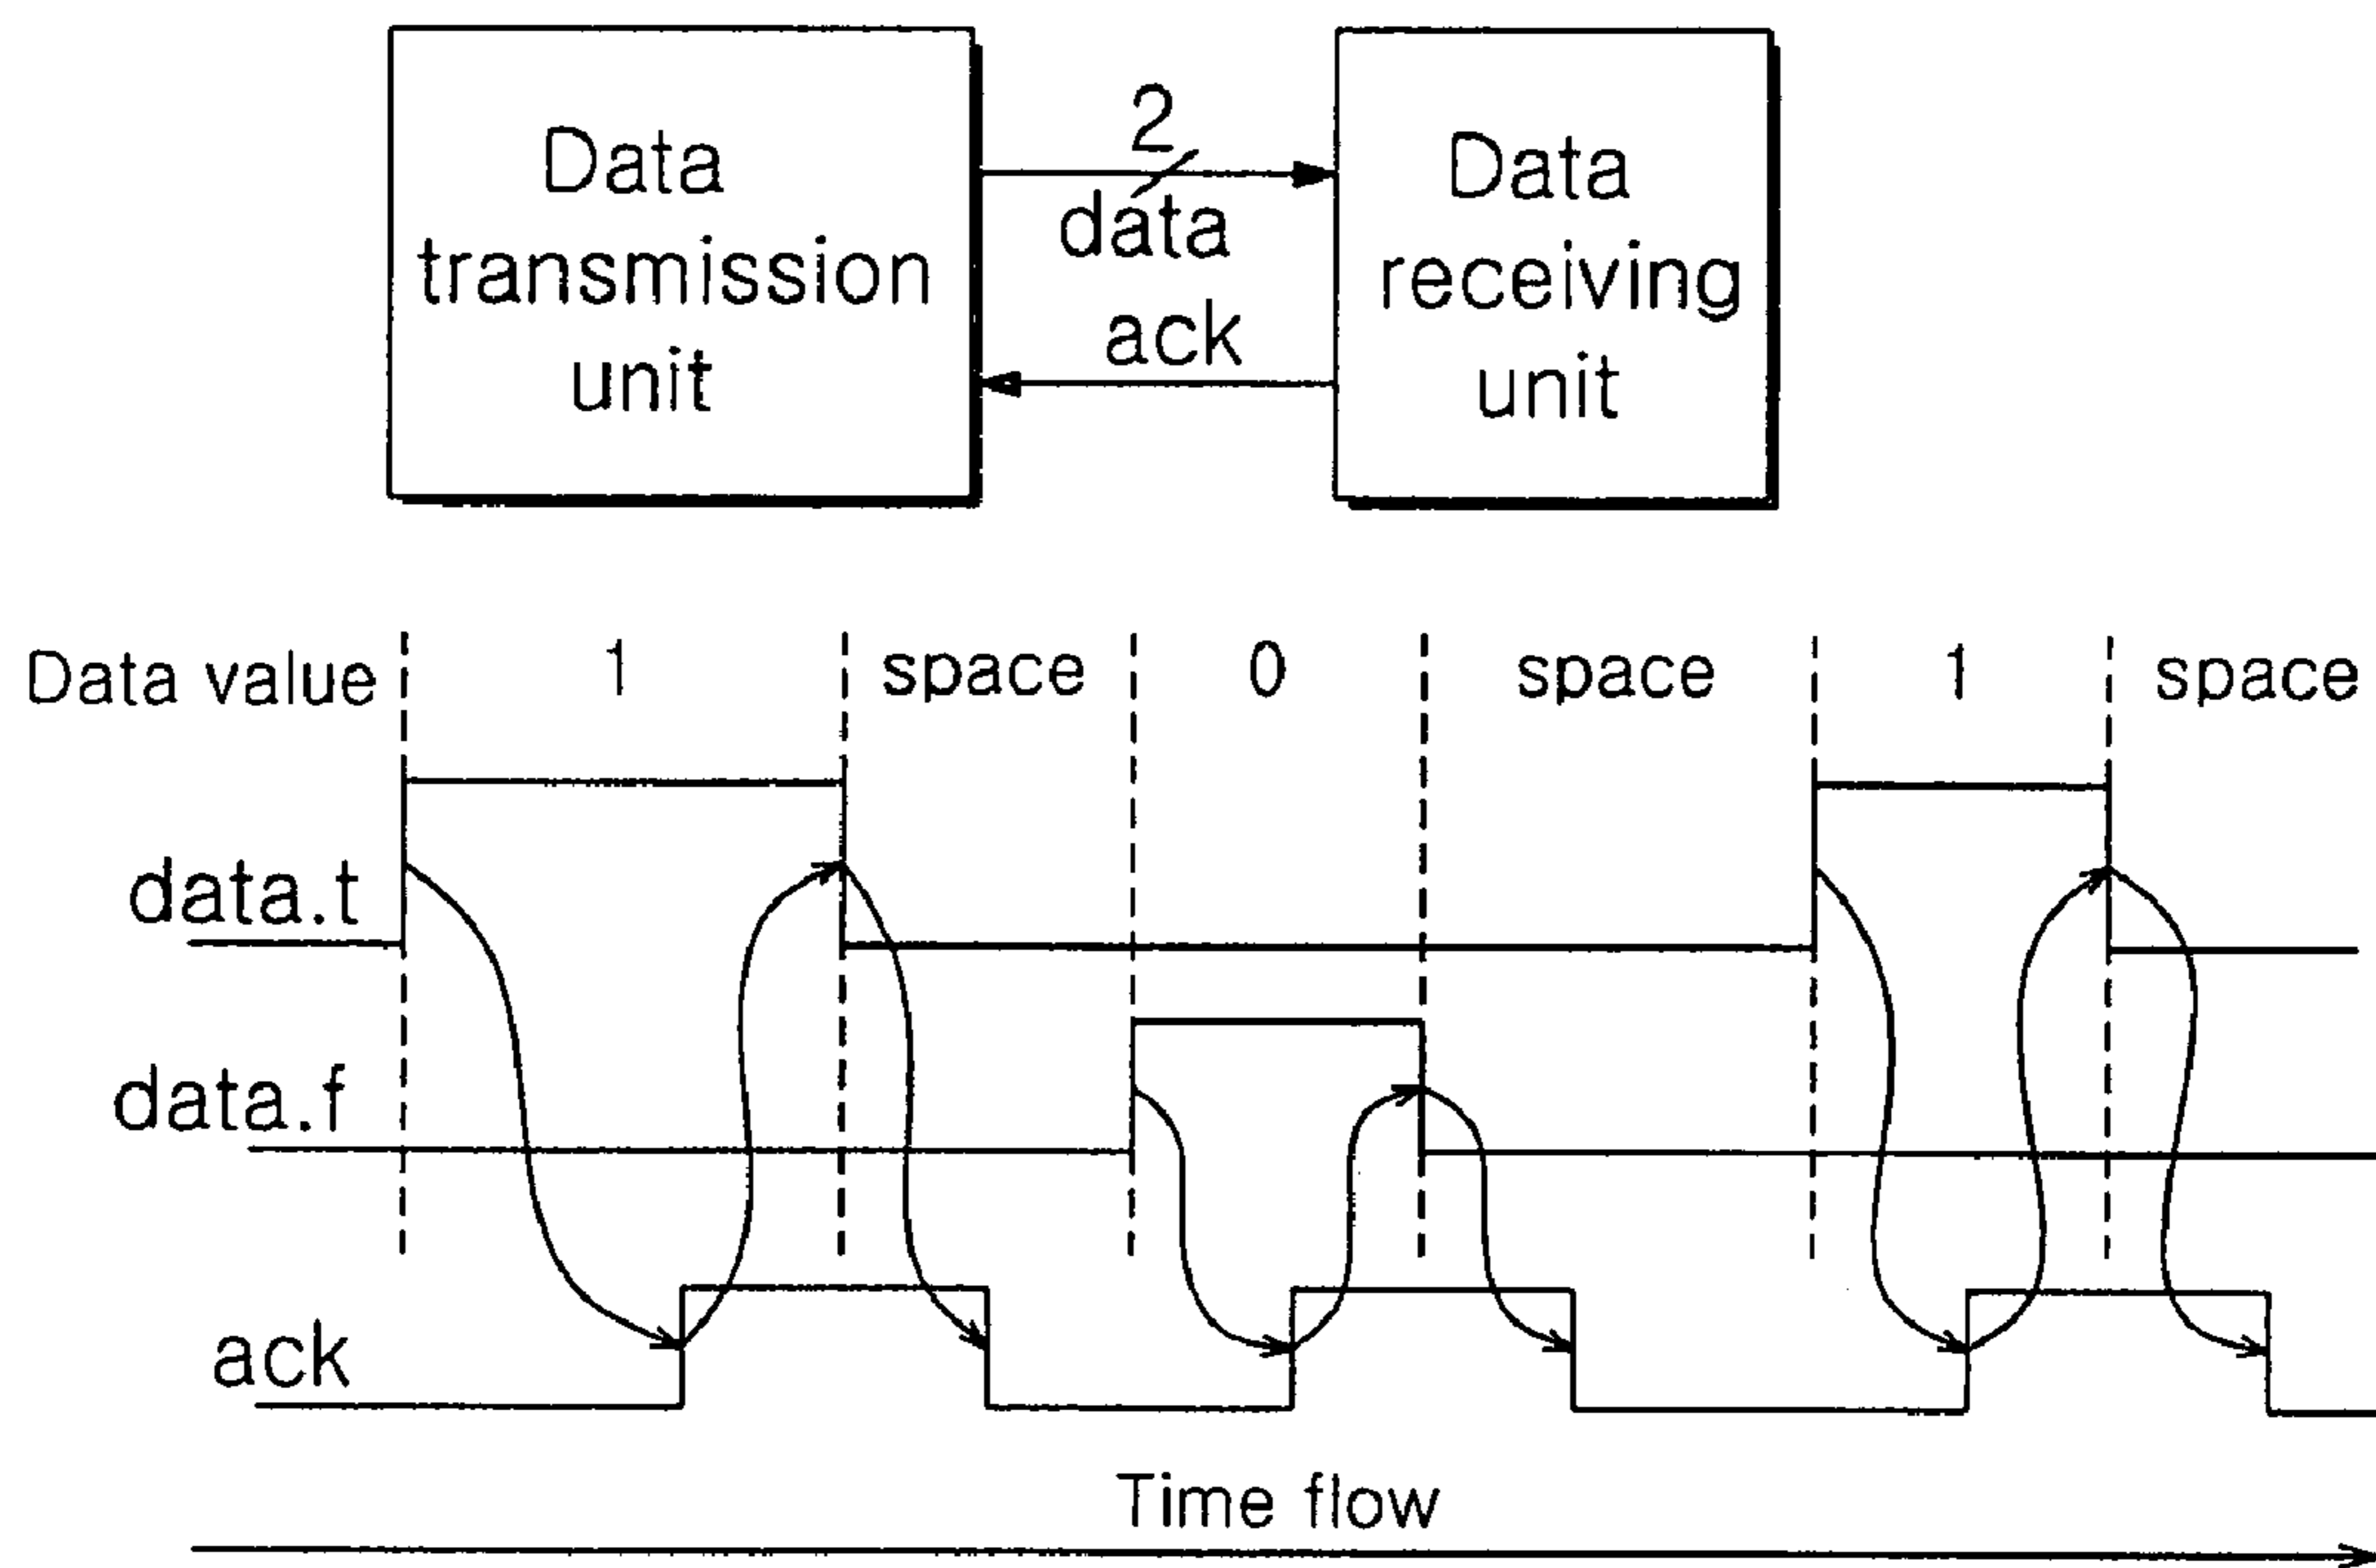 Data
transmission
unit
2
data
ack
Data
receiving
unit
Data value 1 space 0 space 1 space
data.t
data.f
ack
Time flow